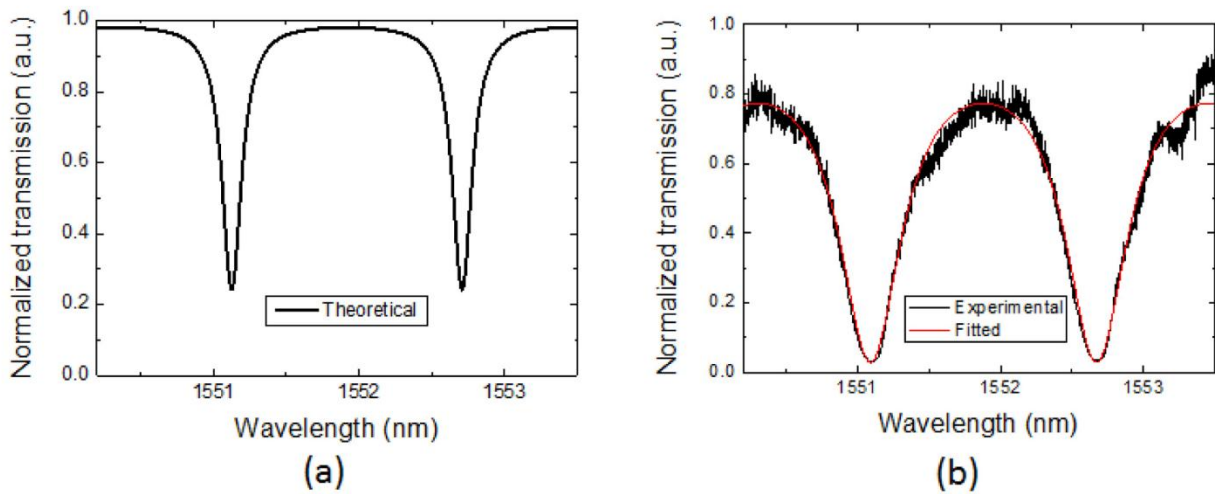 Normalized transmission (a.u.)
1.0
0.8
0.6
0.4
0.2
0.0
1551
1552
1553
Wavelength (nm)
Theoretical
(a)
Normalized transmission (a.u.)
1.0
0.8
0.6
0.4
0.2
0.0
1551
1552
1553
Wavelength (nm)
Experimental
Fitted
(b)